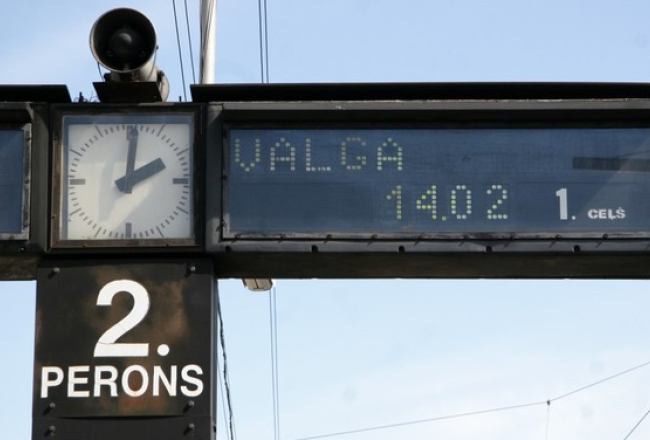 VALGA
14.02 1. CEĻŠ
2.
PERONS